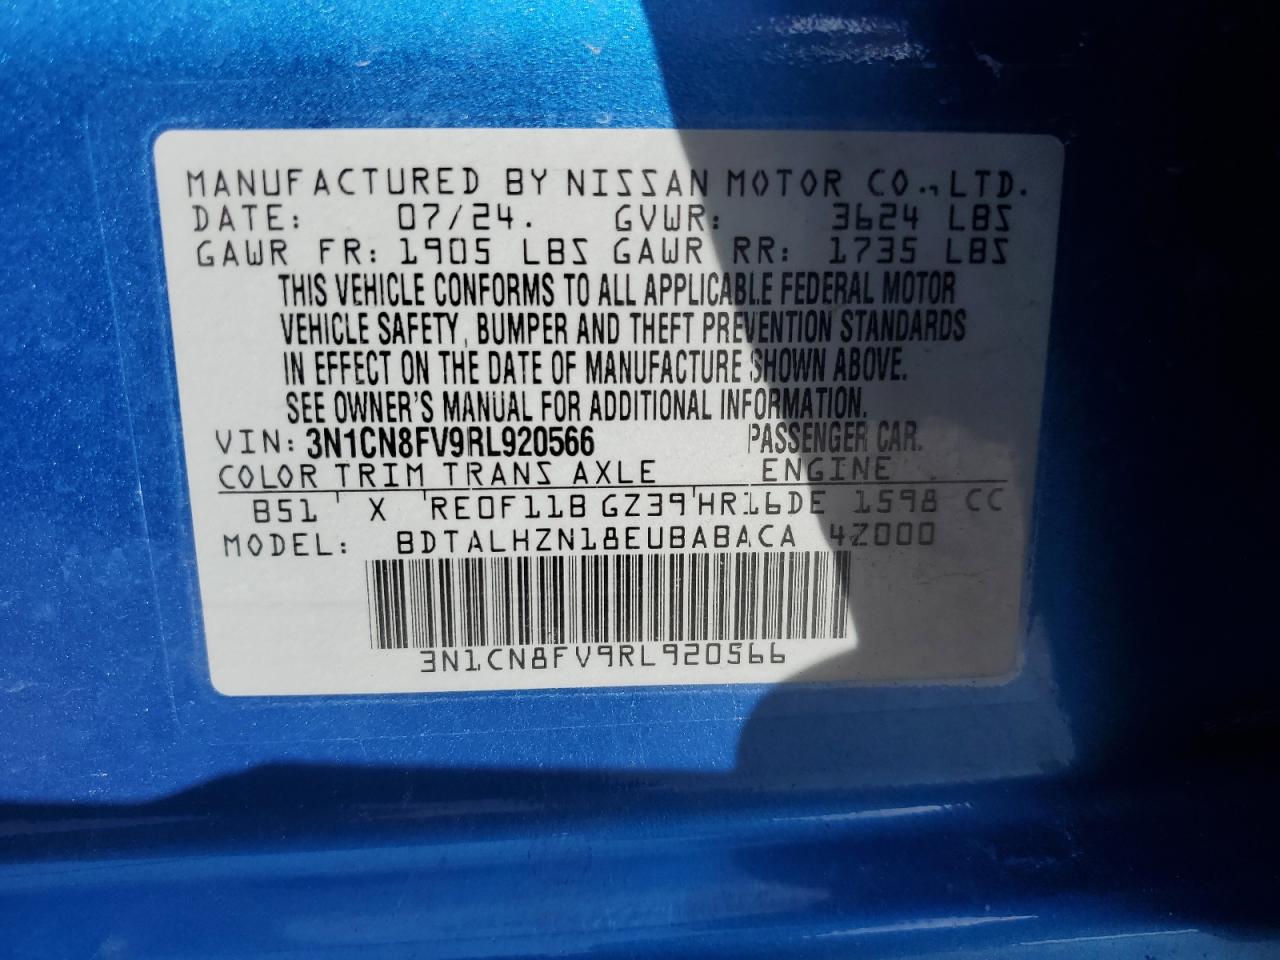 MANUFACTURED BY NISSAN MOTOR CO., LTD.
DATE: 07/24. GVWR: 3624 LBS
GAWR FR: 1905 LBS GAWR RR: 1735 LBS
THIS VEHICLE CONFORMS TO ALL APPLICABLE FEDERAL MOTOR
VEHICLE SAFETY, BUMPER AND THEFT PREVENTION STANDARDS
IN EFFECT ON THE DATE OF MANUFACTURE SHOWN ABOVE.
SEE OWNER'S MANUAL FOR ADDITIONAL INFORMATION.
VIN: 3N1CN8FV9RL920566 PASSENGER CAR.
COLOR TRIM TRANS AXLE ENGINE
B51 X RE0F11B GZ39 HR16DE 1598 CC
MODEL: BDTALHZN18EUBABACA 4Z000
3N1CN8FV9RL920566